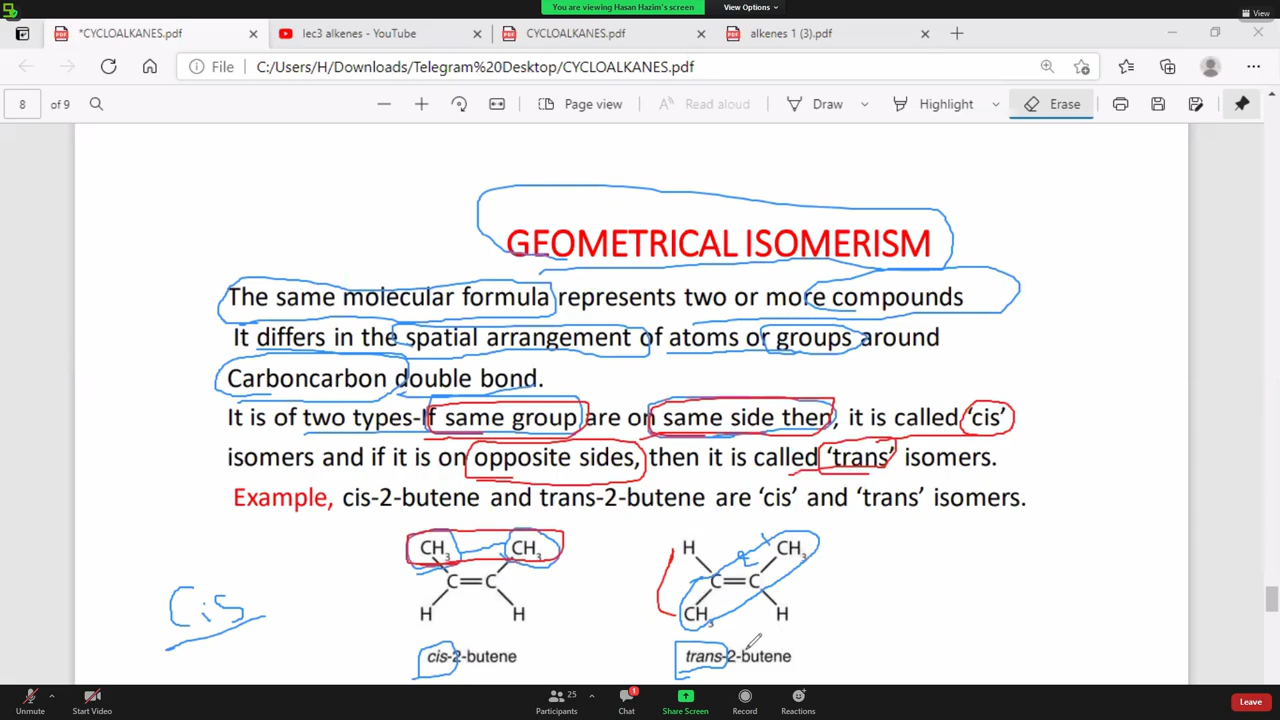 You are viewing Hasan Hazim's screen
View Options
View
*CYCLOALKANES.pdf
lec3 alkenes - YouTube
CYCLOALKANES.pdf
alkenes 1 (3).pdf
File
C:/Users/H/Downloads/Telegram%20Desktop/CYCLOALKANES.pdf
8 of 9
Page view
Read aloud
Draw
Highlight
Erase
GEOMETRICAL ISOMERISM
The same molecular formula represents two or more compounds
It differs in the spatial arrangement of atoms or groups around
Carboncarbon double bond.
It is of two types-If same group are on same side then, it is called 'cis'
isomers and if it is on opposite sides, then it is called 'trans' isomers.
Example, cis-2-butene and trans-2-butene are 'cis' and 'trans' isomers.
CH3 CH3 H CH3
C=C C=C
H H CH3 H
Cis
cis-2-butene trans-2-butene
Unmute
Start Video
25
Participants
1
Chat
Share Screen
Record
Reactions
Leave